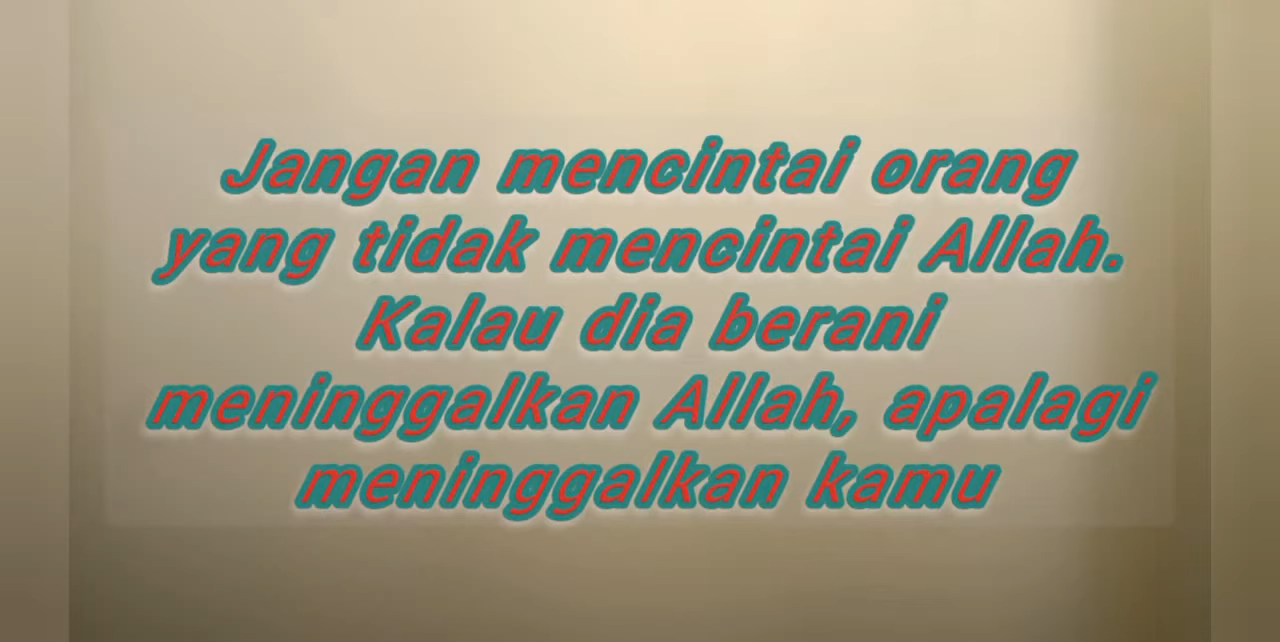 Jangan mencintai orang
yang tidak mencintai Allah.
Kalau dia berani
meninggalkan Allah, apalagi
meninggalkan kamu